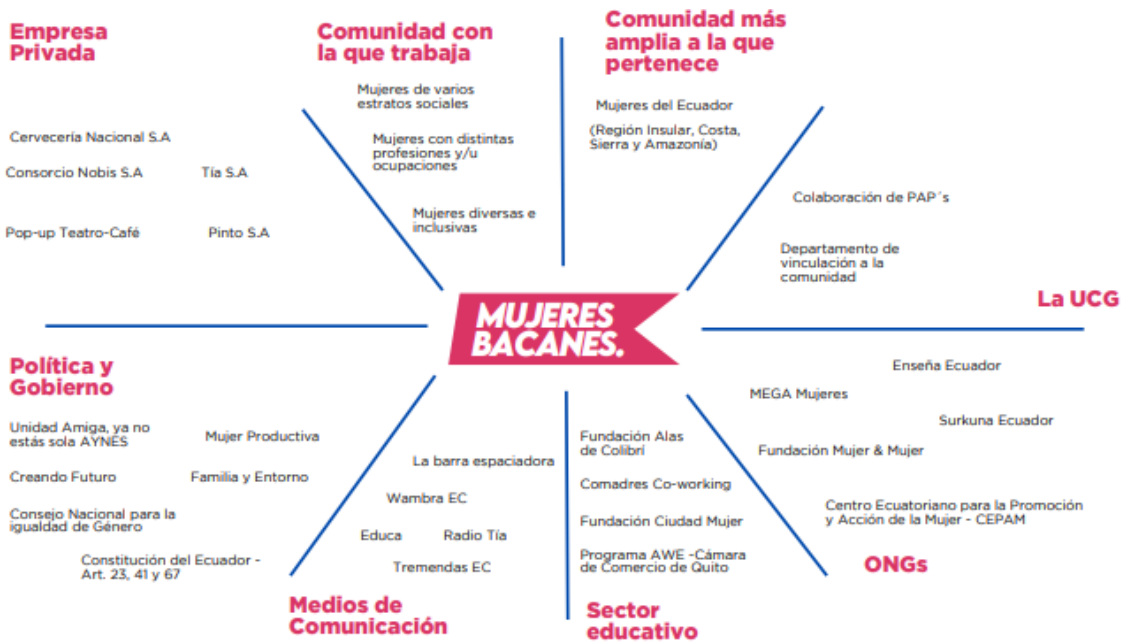 Empresa
Privada
Cervecería Nacional S.A
Consorcio Nobis S.A
Tía S.A
Pop-up Teatro-Café
Pinto S.A
Comunidad con
la que trabaja
Mujeres de varios
estratos sociales
Mujeres con distintas
profesiones y/u
ocupaciones
Mujeres diversas e
inclusivas
Comunidad más
amplia a la que
pertenece
Mujeres del Ecuador
(Región Insular, Costa,
Sierra y Amazonía)
Colaboración de PAP´s
Departamento de
vinculación a la
comunidad
La UCG
MUJERES
BACANES.
Política y
Gobierno
Unidad Amiga, ya no
estás sola AYNES
Mujer Productiva
Creando Futuro
Familia y Entorno
Consejo Nacional para la
igualdad de Género
Constitución del Ecuador -
Art. 23, 41 y 67
La barra espaciadora
Wambra EC
Educa
Radio Tía
Tremendas EC
Medios de
Comunicación
Fundación Alas
de Colibrí
Comadres Co-working
Fundación Ciudad Mujer
Programa AWE -Cámara
de Comercio de Quito
Sector
educativo
Enseña Ecuador
MEGA Mujeres
Surkuna Ecuador
Fundación Mujer & Mujer
Centro Ecuatoriano para la Promoción
y Acción de la Mujer - CEPAM
ONGs